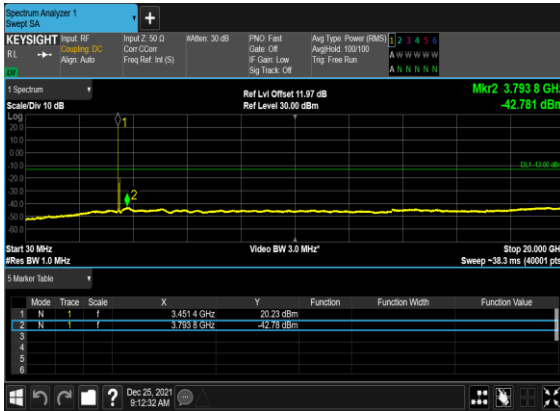 Spectrum Analyzer 1
Swept SA
+
KEYSIGHT Input: RF Input Z: 50 Ω #Atten: 30 dB PNO: Fast Avg Type: Power (RMS) 1 2 3 4 5 6
RL Coupling: DC Corr CCorr Gate: Off Avg|Hold: 100/100 A W W W W W
Align: Auto Freq Ref: Int (S) IF Gain: Low Trig: Free Run
Sig Track: Off A N N N N N
1 Spectrum
Ref Lvl Offset 11.97 dB Mkr2 3.793 8 GHz
Scale/Div 10 dB Ref Level 30.00 dBm -42.781 dBm
Log
1
20.0
10.0
0.00
-10.0
DL1 -13.00 dBm
-20.0
-30.0
2
-40.0
-50.0
-60.0
Start 30 MHz Video BW 3.0 MHz* Stop 20.000 GHz
#Res BW 1.0 MHz Sweep ~38.3 ms (40001 pts)
5 Marker Table
Mode Trace Scale X Y Function Function Width Function Value
1 N 1 f 3.451 4 GHz 20.23 dBm
2 N 1 f 3.793 8 GHz -42.78 dBm
3
4
5
6
? Dec 25, 2021
9:12:32 AM